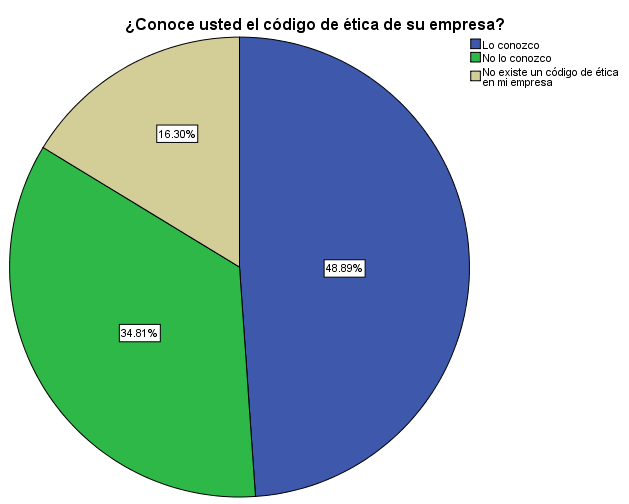 ¿Conoce usted el código de ética de su empresa?
Lo conozco
No lo conozco
No existe un código de ética
en mi empresa
16.30%
48.89%
34.81%